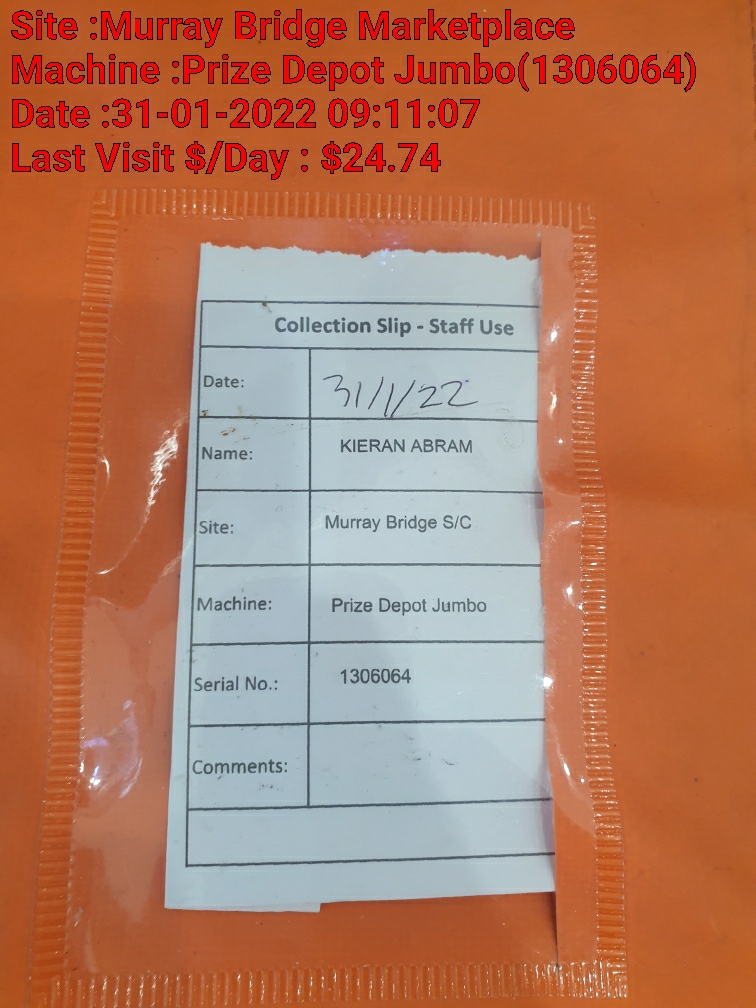 Site :Murray Bridge Marketplace
Machine :Prize Depot Jumbo(1306064)
Date :31-01-2022 09:11:07
Last Visit $/Day : $24.74
Collection Slip - Staff Use
Date: 31/1/22
Name: KIERAN ABRAM
Site: Murray Bridge S/C
Machine: Prize Depot Jumbo
Serial No.: 1306064
Comments: